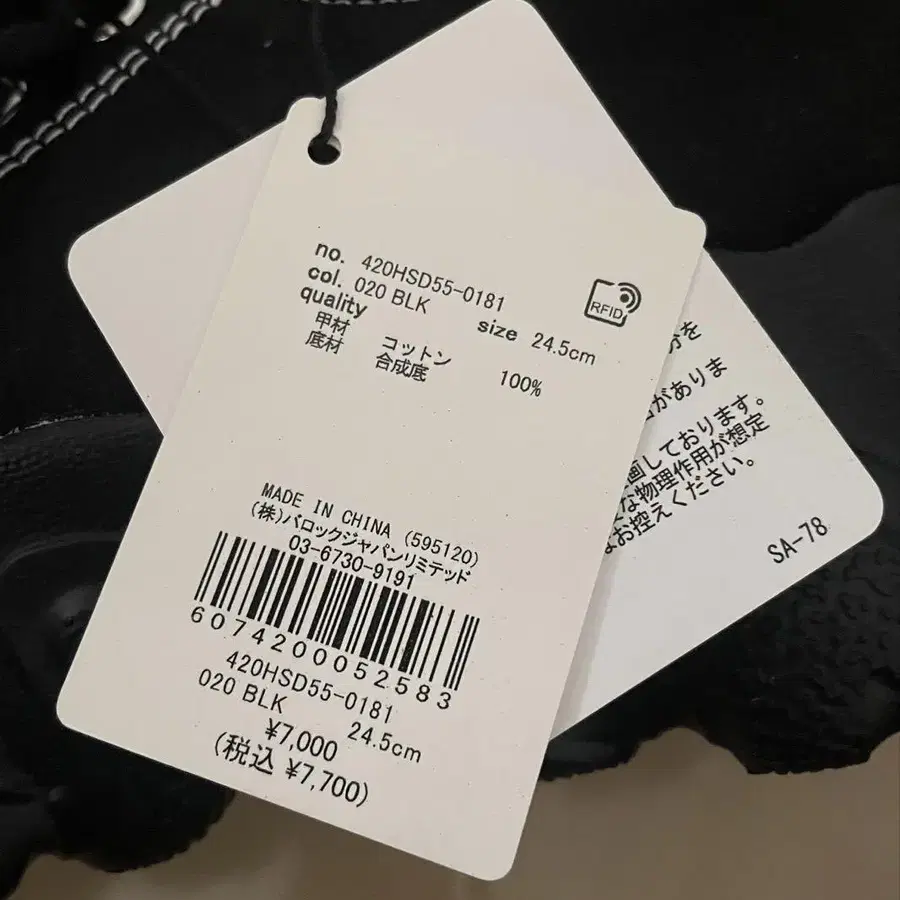 no. 420HSD55-0181
col. 020 BLK size 24.5cm
quality
甲材 コットン 100%
底材 合成底
RFID
MADE IN CHINA (595120)
(株)バロックジャパンリミテッド
03-6730-9191
6074200052583
420HSD55-0181
020 BLK 24.5cm
¥7,000
(税込 ¥7,700)
を
がありま
画しております。
な物理作用が想定
お控えください。
SA-78